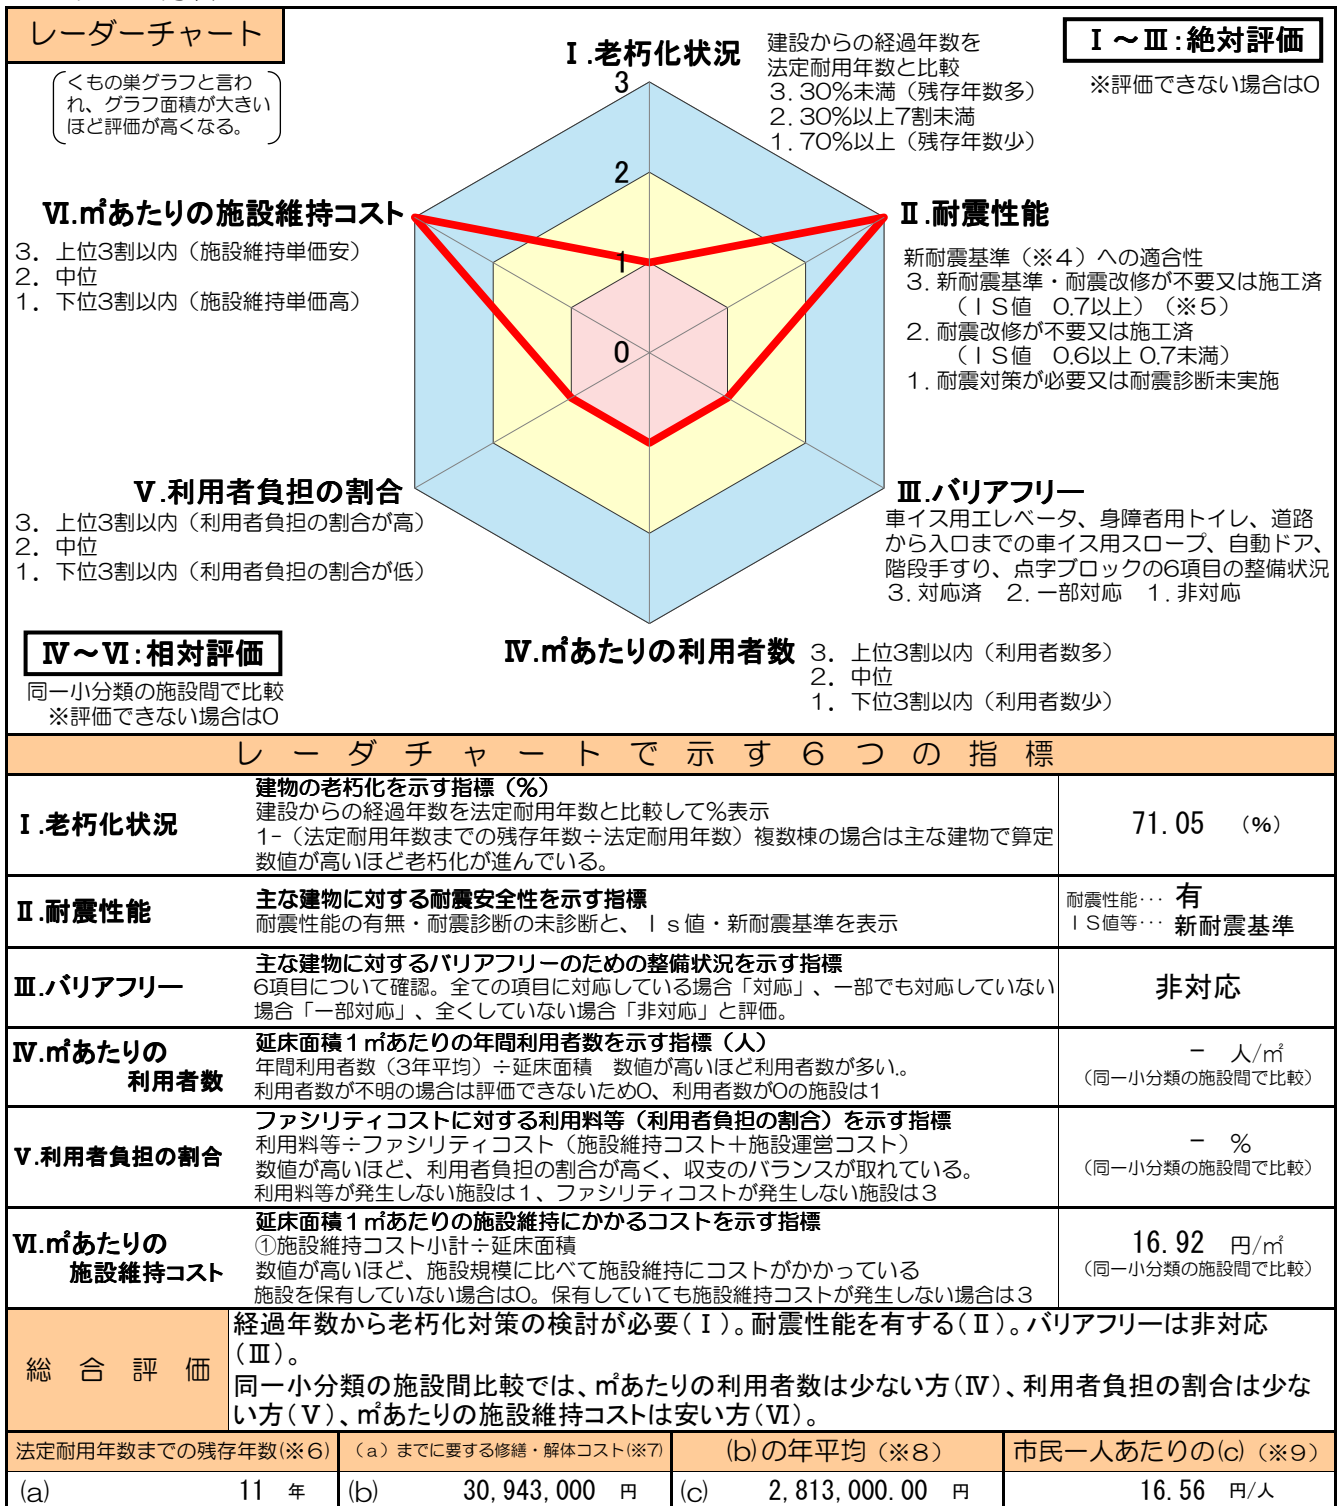 レーダーチャート
くもの巣グラフと言わ
れ、グラフ面積が大きい
ほど評価が高くなる。
Ⅰ～Ⅲ:絶対評価
※評価できない場合は0
Ⅰ.老朽化状況
建設からの経過年数を
法定耐用年数と比較
3. 30%未満（残存年数多）
2. 30%以上7割未満
1. 70%以上（残存年数少）
3
2
1
0
Ⅵ.㎡あたりの施設維持コスト
3. 上位3割以内（施設維持単価安）
2. 中位
1. 下位3割以内（施設維持単価高）
Ⅱ.耐震性能
新耐震基準（※4）への適合性
3. 新耐震基準・耐震改修が不要又は施工済
（ＩＳ値 0.7以上）（※5）
2. 耐震改修が不要又は施工済
（ＩＳ値 0.6以上 0.7未満）
1. 耐震対策が必要又は耐震診断未実施
Ⅴ.利用者負担の割合
3. 上位3割以内（利用者負担の割合が高）
2. 中位
1. 下位3割以内（利用者負担の割合が低）
Ⅲ.バリアフリー
車イス用エレベータ、身障者用トイレ、道路
から入口までの車イス用スロープ、自動ドア、
階段手すり、点字ブロックの6項目の整備状況
3. 対応済 2. 一部対応 1. 非対応
Ⅳ～Ⅵ:相対評価
同一小分類の施設間で比較
※評価できない場合は0
Ⅳ.㎡あたりの利用者数
3. 上位3割以内（利用者数多）
2. 中位
1. 下位3割以内（利用者数少）
レーダチャートで示す６つの指標
Ⅰ.老朽化状況
建物の老朽化を示す指標（%）
建設からの経過年数を法定耐用年数と比較して%表示
1-（法定耐用年数までの残存年数÷法定耐用年数）複数棟の場合は主な建物で算定
数値が高いほど老朽化が進んでいる。
71.05 （%）
Ⅱ.耐震性能
主な建物に対する耐震安全性を示す指標
耐震性能の有無・耐震診断の未診断と、Ｉｓ値・新耐震基準を表示
耐震性能… 有
ＩＳ値等… 新耐震基準
Ⅲ.バリアフリー
主な建物に対するバリアフリーのための整備状況を示す指標
6項目について確認。全ての項目に対応している場合「対応」、一部でも対応していない
場合「一部対応」、全くしていない場合「非対応」と評価。
非対応
Ⅳ.㎡あたりの
利用者数
延床面積１㎡あたりの年間利用者数を示す指標（人）
年間利用者数（3年平均）÷延床面積 数値が高いほど利用者数が多い。
利用者数が不明の場合は評価できないため0、利用者数が0の施設は1
－ 人/㎡
（同一小分類の施設間で比較）
Ⅴ.利用者負担の割合
ファシリティコストに対する利用料等（利用者負担の割合）を示す指標
利用料等÷ファシリティコスト（施設維持コスト＋施設運営コスト）
数値が高いほど、利用者負担の割合が高く、収支のバランスが取れている。
利用料等が発生しない施設は１、ファシリティコストが発生しない施設は３
－ %
（同一小分類の施設間で比較）
Ⅵ.㎡あたりの
施設維持コスト
延床面積１㎡あたりの施設維持にかかるコストを示す指標
①施設維持コスト小計÷延床面積
数値が高いほど、施設規模に比べて施設維持にコストがかかっている
施設を保有していない場合は0。保有していても施設維持コストが発生しない場合は３
16.92 円/㎡
（同一小分類の施設間で比較）
総合評価
経過年数から老朽化対策の検討が必要(Ⅰ)。耐震性能を有する(Ⅱ)。バリアフリーは非対応
(Ⅲ)。
同一小分類の施設間比較では、㎡あたりの利用者数は少ない方(Ⅳ)、利用者負担の割合は少な
い方(Ⅴ)、㎡あたりの施設維持コストは安い方(Ⅵ)。
法定耐用年数までの残存年数(※6)
（a）までに要する修繕・解体コスト(※7)
(b)の年平均（※8）
市民一人あたりの(c)（※9）
(a) 11 年
(b) 30,943,000 円
(c) 2,813,000.00 円
16.56 円/人